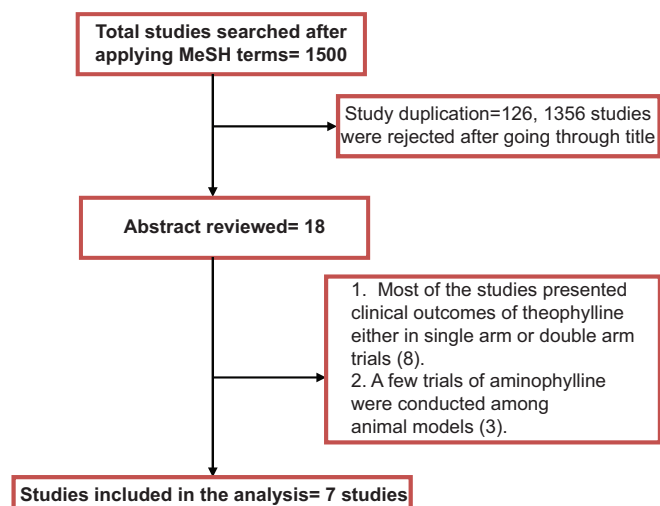 Total studies searched after
applying MeSH terms= 1500
Study duplication=126, 1356 studies
were rejected after going through title
Abstract reviewed= 18
1. Most of the studies presented
clinical outcomes of theophylline
either in single arm or double arm
trials (8).
2. A few trials of aminophylline
were conducted among
animal models (3).
Studies included in the analysis= 7 studies